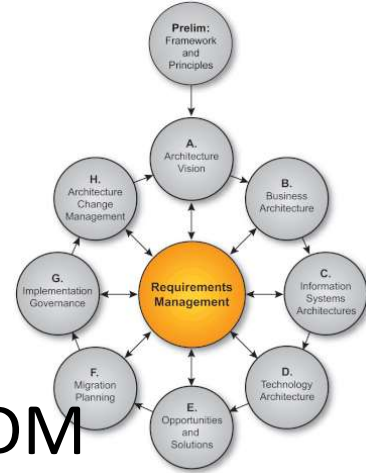 Prelim:
Framework
and
Principles
A.
Architecture
Vision
H.
Architecture
Change
Management
B.
Business
Architecture
G.
Implementation
Governance
Requirements
Management
C.
Information
Systems
Architectures
F.
Migration
Planning
D.
Technology
Architecture
E.
Opportunities
and
Solutions
DM